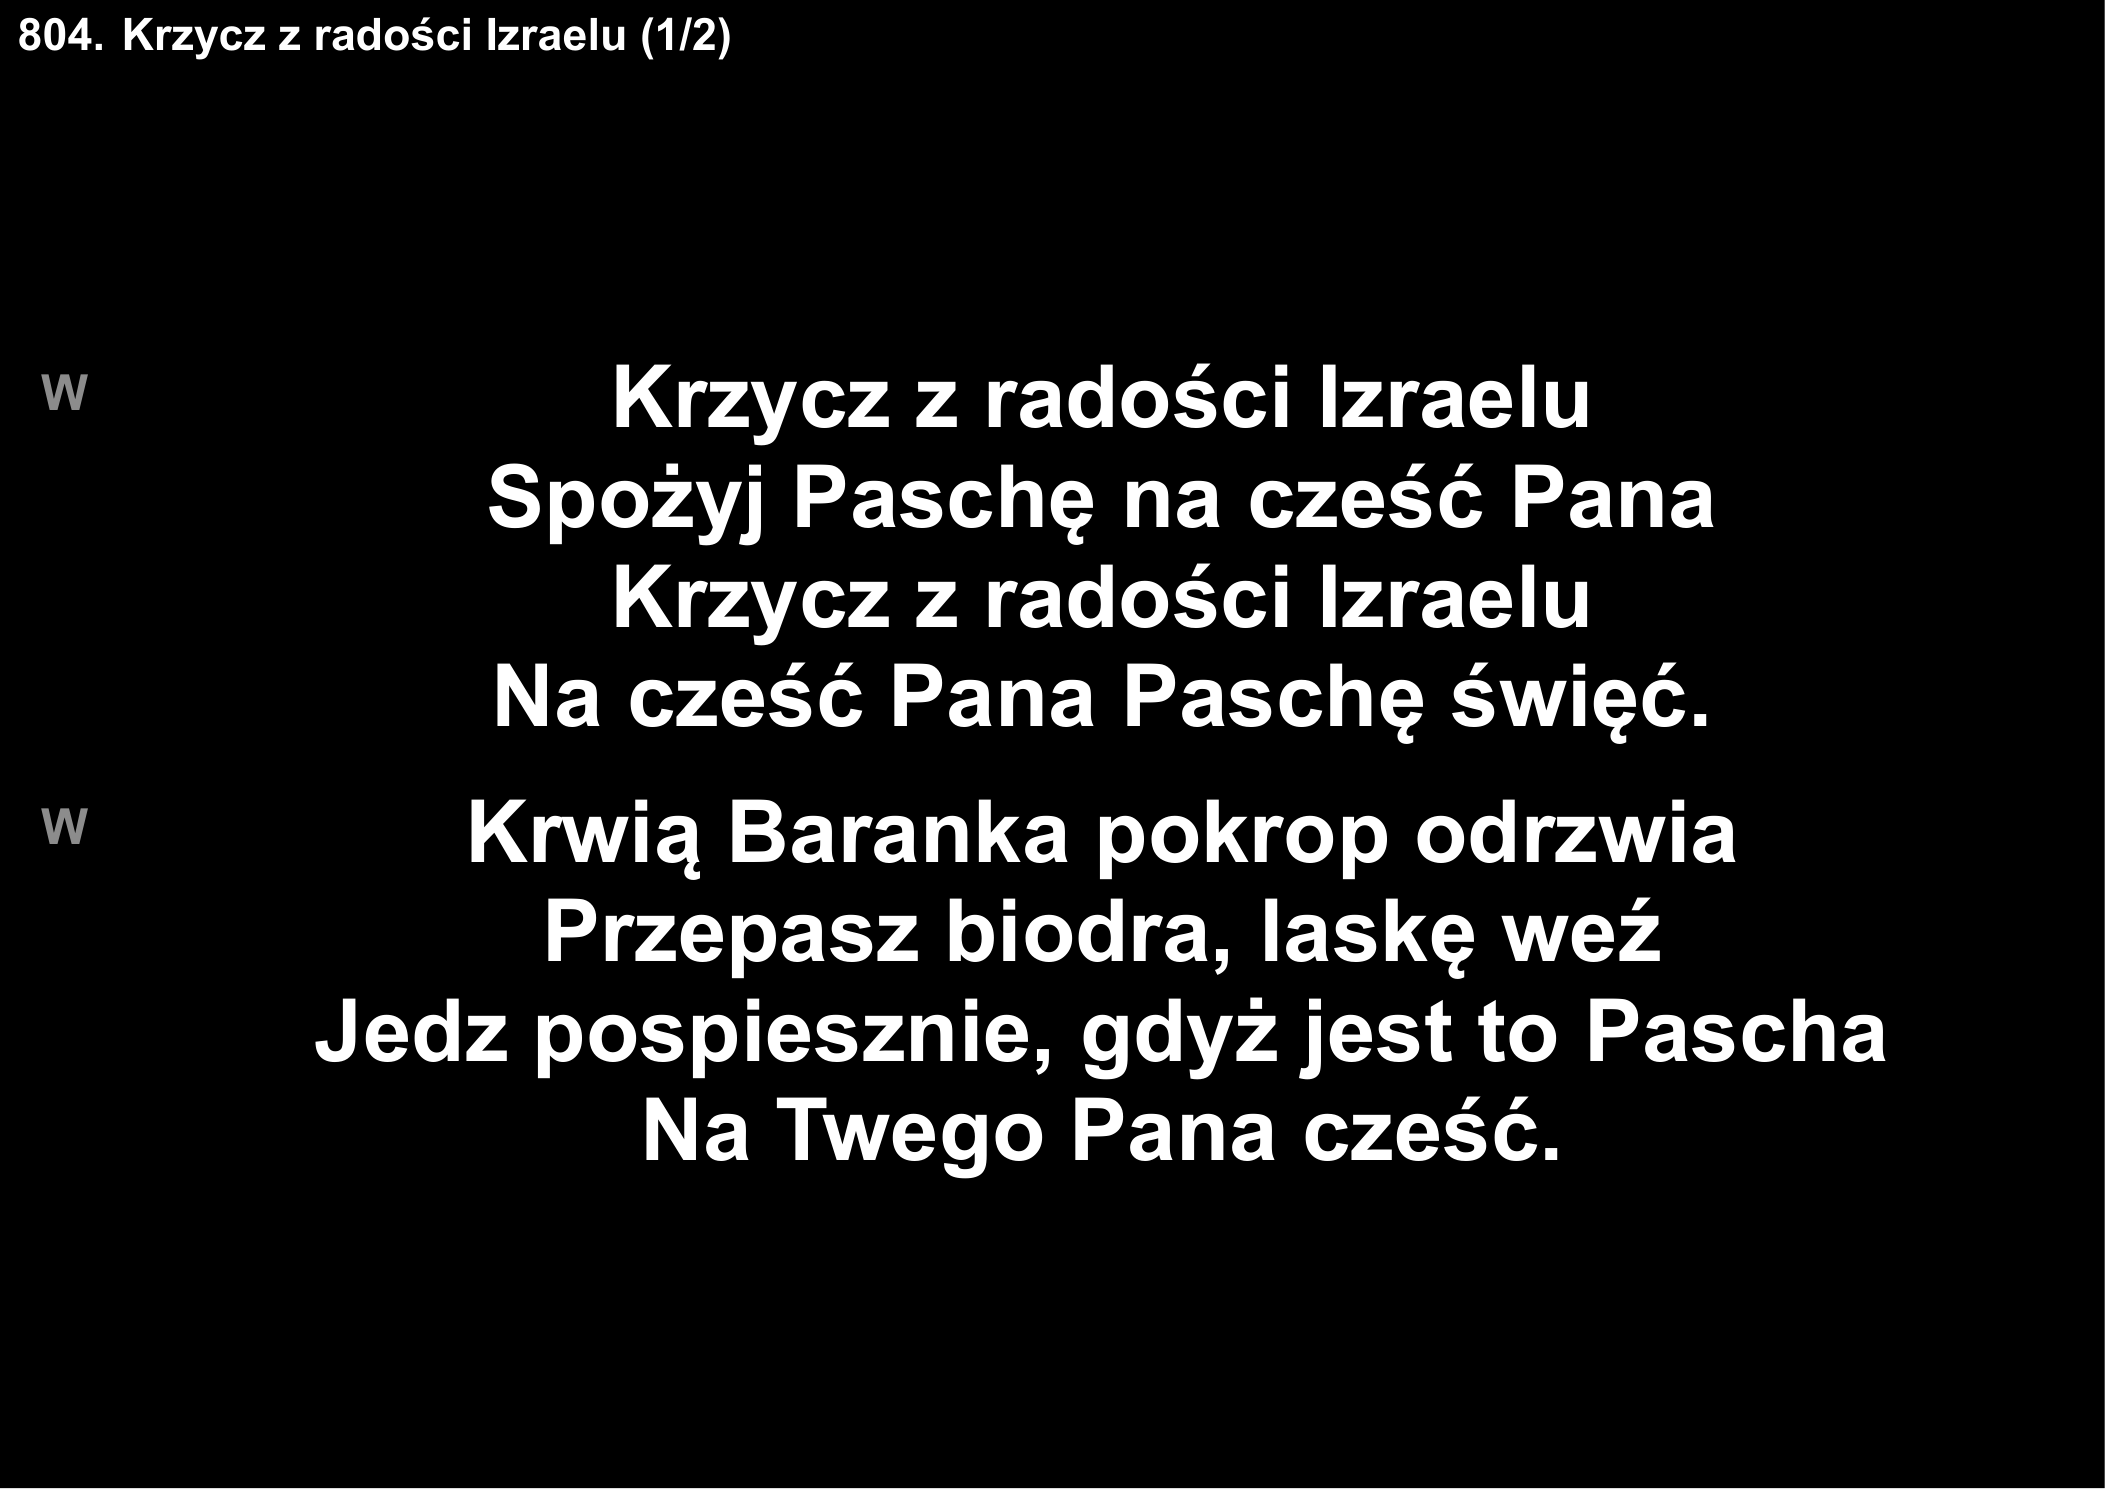 804. Krzycz z radości Izraelu (1/2)
W
Krzycz z radości Izraelu
Spożyj Paschę na cześć Pana
Krzycz z radości Izraelu
Na cześć Pana Paschę święć.
W
Krwią Baranka pokrop odrzwia
Przepasz biodra, laskę weź
Jedz pospiesznie, gdyż jest to Pascha
Na Twego Pana cześć.